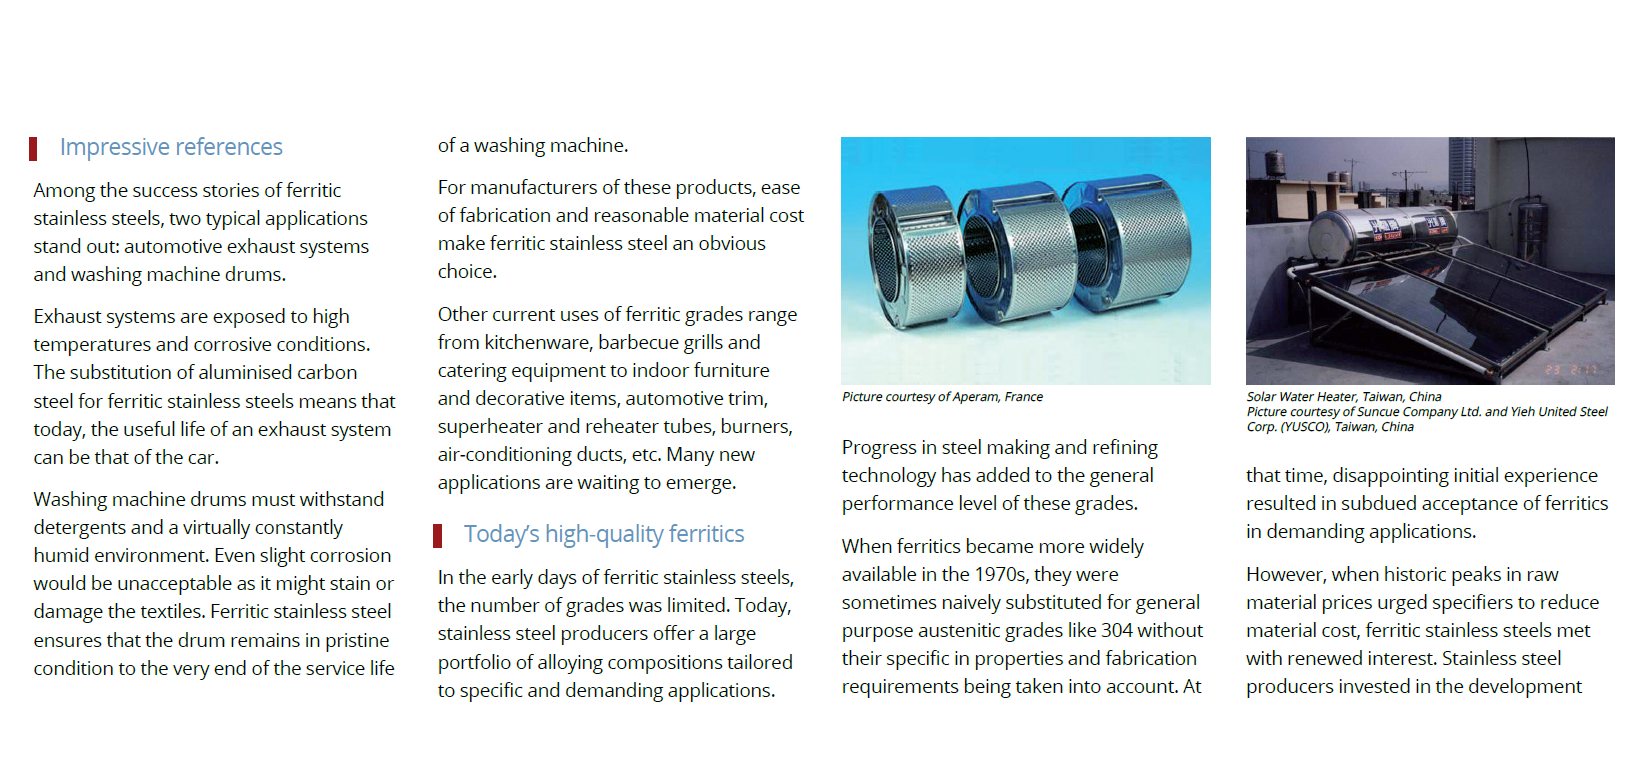 Impressive references
Among the success stories of ferritic
stainless steels, two typical applications
stand out: automotive exhaust systems
and washing machine drums.
Exhaust systems are exposed to high
temperatures and corrosive conditions.
The substitution of aluminised carbon
steel for ferritic stainless steels means that
today, the useful life of an exhaust system
can be that of the car.
Washing machine drums must withstand
detergents and a virtually constantly
humid environment. Even slight corrosion
would be unacceptable as it might stain or
damage the textiles. Ferritic stainless steel
ensures that the drum remains in pristine
condition to the very end of the service life
of a washing machine.
For manufacturers of these products, ease
of fabrication and reasonable material cost
make ferritic stainless steel an obvious
choice.
Other current uses of ferritic grades range
from kitchenware, barbecue grills and
catering equipment to indoor furniture
and decorative items, automotive trim,
superheater and reheater tubes, burners,
air-conditioning ducts, etc. Many new
applications are waiting to emerge.
Today’s high-quality ferritics
In the early days of ferritic stainless steels,
the number of grades was limited. Today,
stainless steel producers offer a large
portfolio of alloying compositions tailored
to specific and demanding applications.
Picture courtesy of Aperam, France
Progress in steel making and refining
technology has added to the general
performance level of these grades.
When ferritics became more widely
available in the 1970s, they were
sometimes naively substituted for general
purpose austenitic grades like 304 without
their specific in properties and fabrication
requirements being taken into account. At
Solar Water Heater, Taiwan, China
Picture courtesy of Suncue Company Ltd. and Yieh United Steel
Corp. (YUSCO), Taiwan, China
that time, disappointing initial experience
resulted in subdued acceptance of ferritics
in demanding applications.
However, when historic peaks in raw
material prices urged specifiers to reduce
material cost, ferritic stainless steels met
with renewed interest. Stainless steel
producers invested in the development